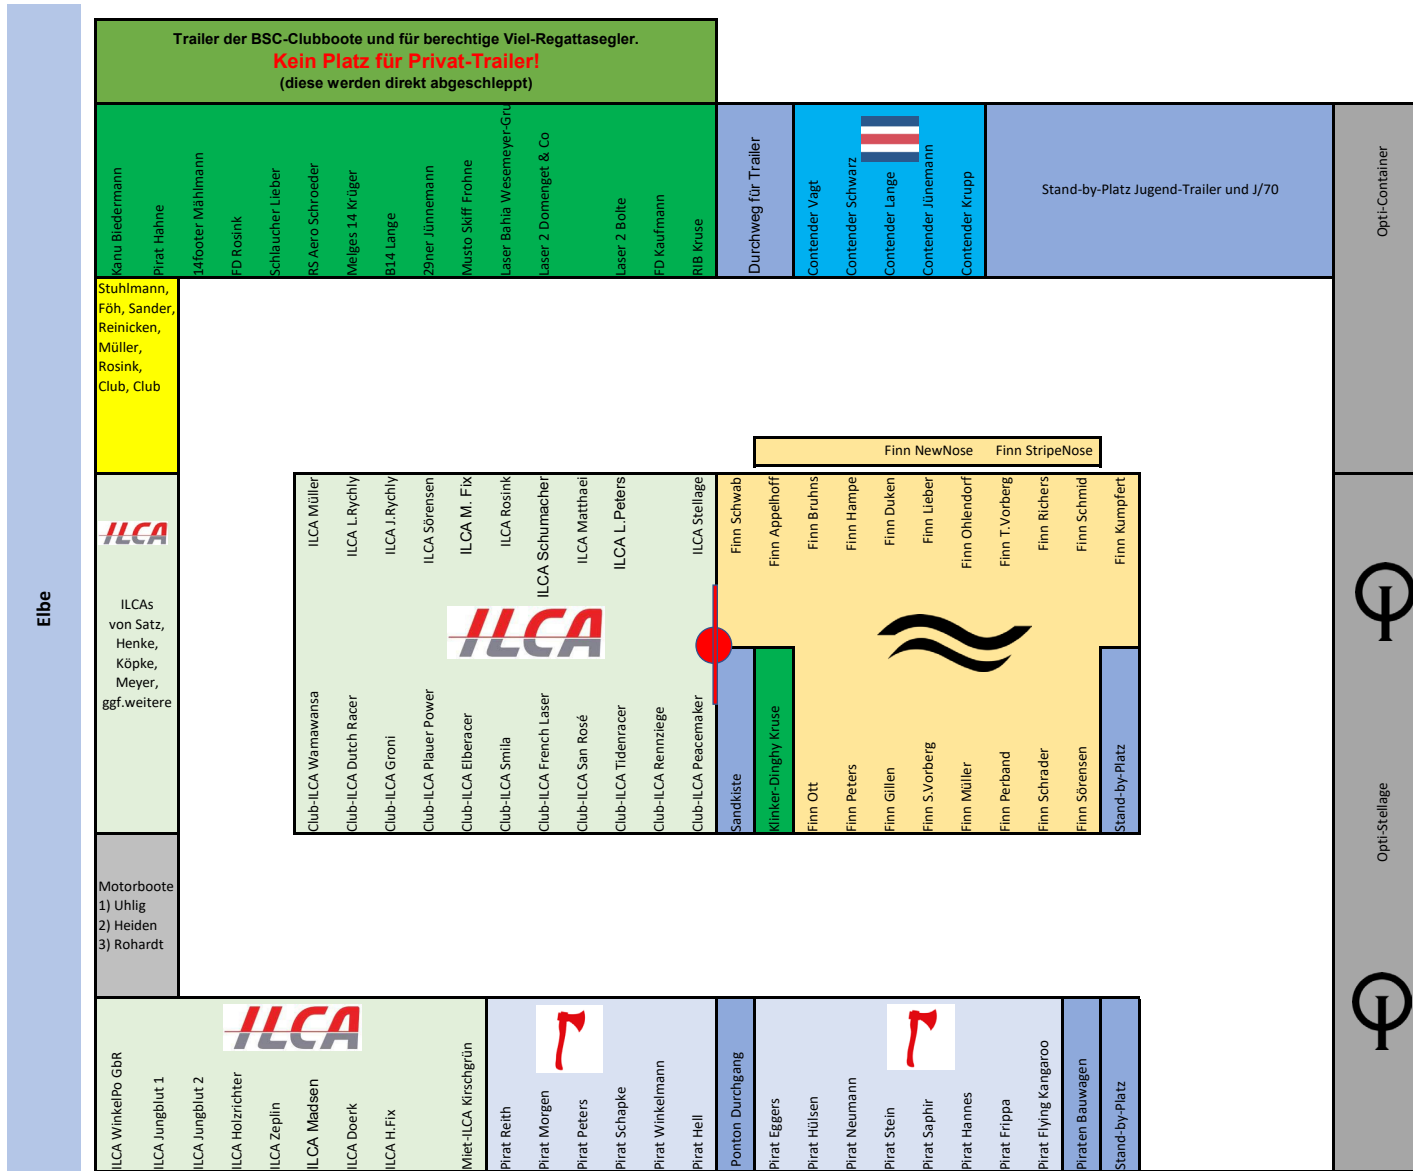 Trailer der BSC-Clubboote und für berechtige Viel-Regattasegler.
Kein Platz für Privat-Trailer!
(diese werden direkt abgeschleppt)
Elbe
Kanu Biedermann
Pirat Hahne
14footer Mählmann
FD Rosink
Schlaucher Lieber
RS Aero Schroeder
Melges 14 Krüger
B14 Lange
29ner Jünnemann
Musto Skiff Frohne
Laser Bahia Wesemeyer-Gru
Laser 2 Domenget & Co
Laser 2 Bolte
FD Kaufmann
RIB Kruse
Durchweg für Trailer
Contender Vagt
Contender Schwarz
Contender Lange
Contender Jünemann
Contender Krupp
Stand-by-Platz Jugend-Trailer und J/70
Opti-Container
Stuhlmann,
Föh, Sander,
Reinicken,
Müller,
Rosink,
Club, Club
Finn NewNose
Finn StripeNose
ILCA
ILCAs
von Satz,
Henke,
Köpke,
Meyer,
ggf.weitere
ILCA Müller
ILCA L.Rychly
ILCA J.Rychly
ILCA Sörensen
ILCA M. Fix
ILCA Rosink
ILCA Schumacher
ILCA Matthaei
ILCA L.Peters
ILCA Stellage
Finn Schwab
Finn Appelhoff
Finn Bruhns
Finn Hampe
Finn Duken
Finn Lieber
Finn Ohlendorf
Finn T.Vorberg
Finn Richers
Finn Schmid
Finn Kumpfert
ILCA
Club-ILCA Wamawansa
Club-ILCA Dutch Racer
Club-ILCA Groni
Club-ILCA Plauer Power
Club-ILCA Elberacer
Club-ILCA Smila
Club-ILCA French Laser
Club-ILCA San Rosé
Club-ILCA Tidenracer
Club-ILCA Rennziege
Club-ILCA Peacemaker
Sandkiste
Klinker-Dinghy Kruse
Finn Ott
Finn Peters
Finn Gillen
Finn S.Vorberg
Finn Müller
Finn Perband
Finn Schrader
Finn Sörensen
Stand-by-Platz
Opti-Stellage
Motorboote
1) Uhlig
2) Heiden
3) Rohardt
ILCA
ILCA WinkelPo GbR
ILCA Jungblut 1
ILCA Jungblut 2
ILCA Holzrichter
ILCA Zeplin
ILCA Madsen
ILCA Doerk
ILCA H.Fix
Miet-ILCA Kirschgrün
Pirat Reith
Pirat Morgen
Pirat Peters
Pirat Schapke
Pirat Winkelmann
Pirat Hell
Ponton Durchgang
Pirat Eggers
Pirat Hülsen
Pirat Neumann
Pirat Stein
Pirat Saphir
Pirat Hannes
Pirat Frippa
Pirat Flying Kangaroo
Piraten Bauwagen
Stand-by-Platz